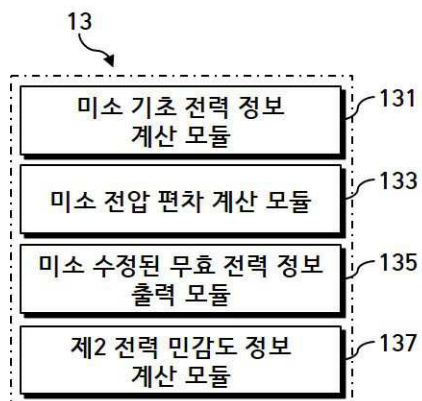 13
미소 기초 전력 정보
계산 모듈
131
미소 전압 편차 계산 모듈
133
미소 수정된 무효 전력 정보
출력 모듈
135
제2 전력 민감도 정보
계산 모듈
137